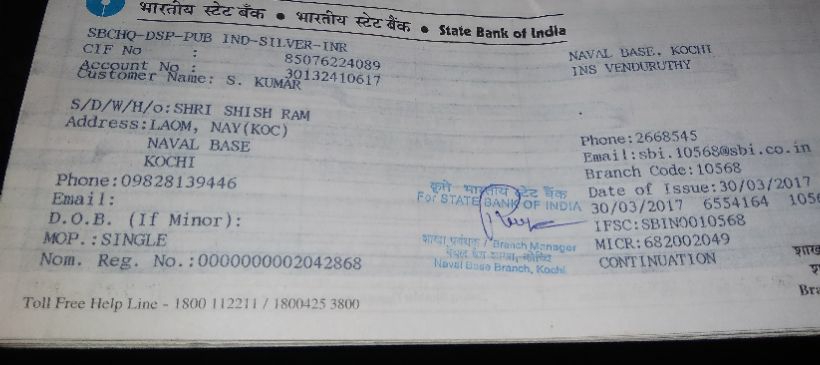 भारतीय स्टेट बैंक • भारतीय स्टेट बैंक • State Bank of India
SBCHQ-DSP-PUB IND-SILVER-INR
CIF No : 85076224089
Account No : 30132410617
Customer Name: S. KUMAR
S/D/W/H/o:SHRI SHISH RAM
Address:LAOM, NAY(KOC)
NAVAL BASE
KOCHI
Phone:09828139446
Email:
D.O.B. (If Minor):
MOP.:SINGLE
Nom. Reg. No.:0000000002042868
NAVAL BASE, KOCHI
INS VENDURUTHY
Phone:2668545
Email:sbi.10568@sbi.co.in
Branch Code:10568
Date of Issue:30/03/2017
30/03/2017 6554164 1056
IFSC:SBIN0010568
MICR:682002049
CONTINUATION
कृते भारतीय स्टेट बैंक
For STATE BANK OF INDIA
शाखा प्रबंधक / Branch Manager
Naval Base Branch, Kochi
शाख
Bra
Toll Free Help Line - 1800 112211 / 1800425 3800